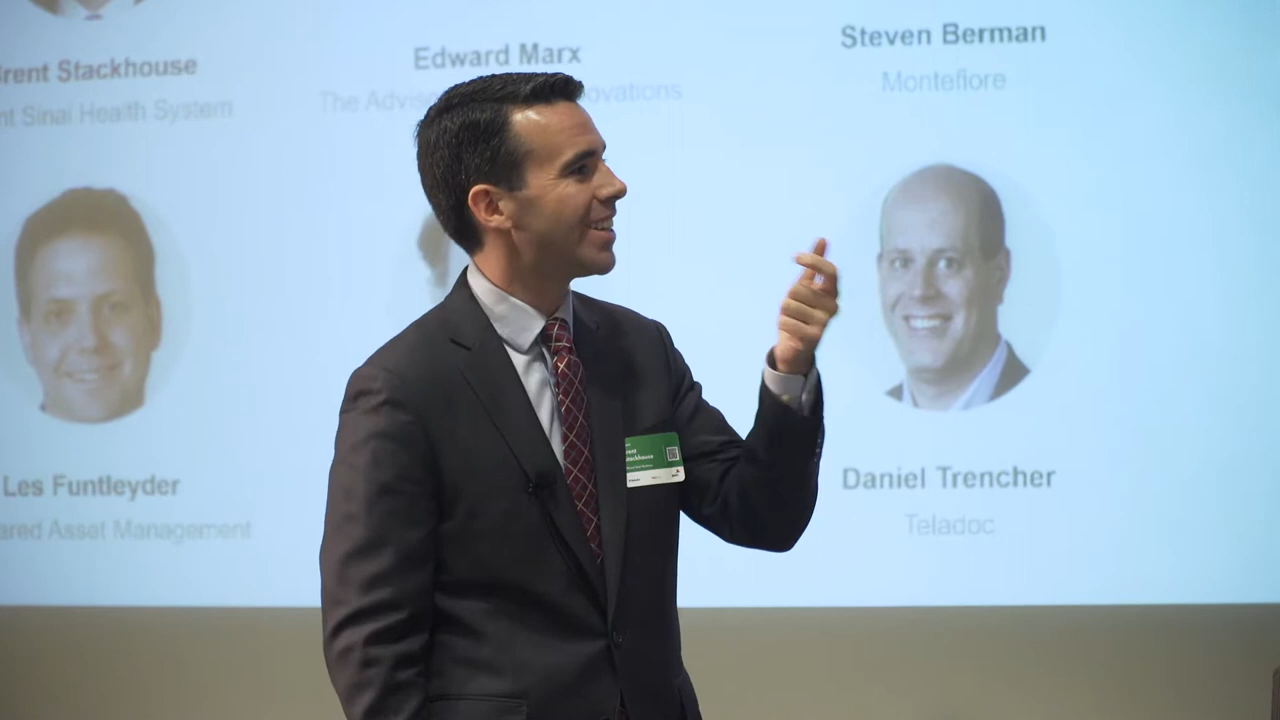 Brent Stackhouse
nt Sinai Health System
Edward Marx
The Advis ovations
Steven Berman
Montefiore
Les Funtleyder
ared Asset Management
Daniel Trencher
Teladoc
Stackhouse